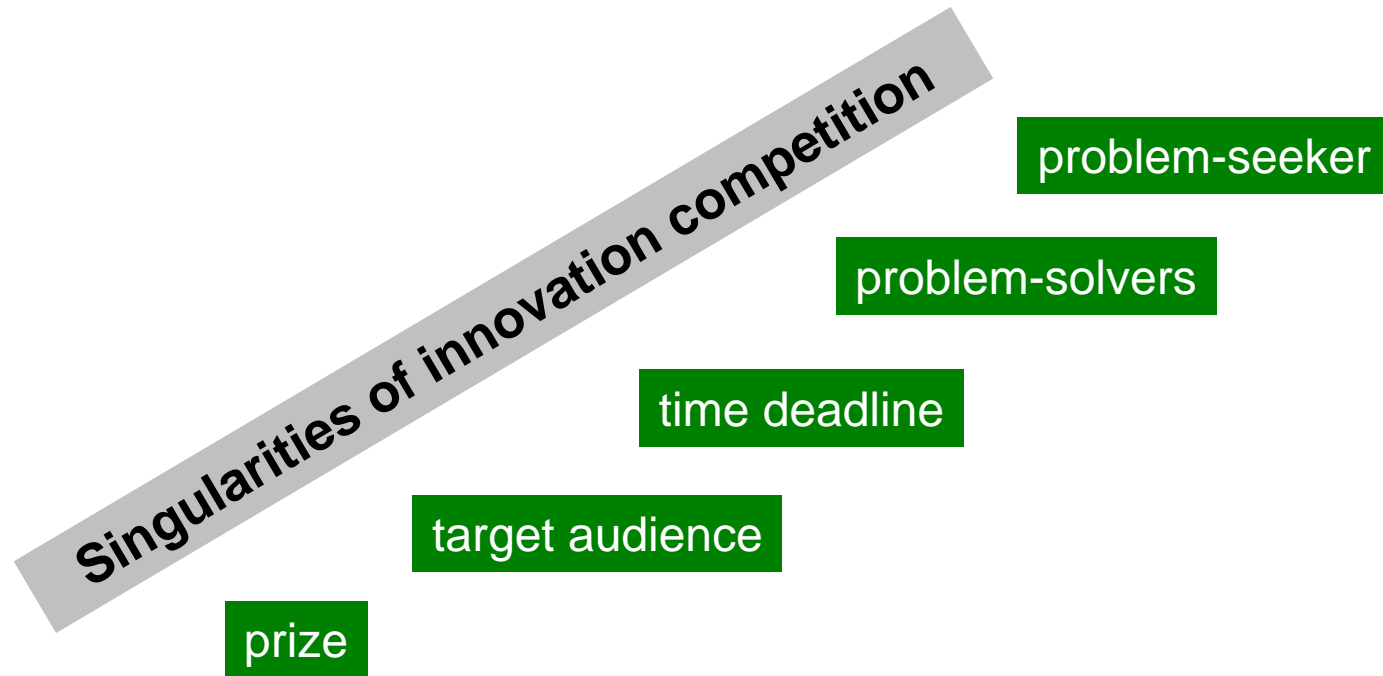 Singularities of innovation competition
problem-seeker
problem-solvers
time deadline
target audience
prize